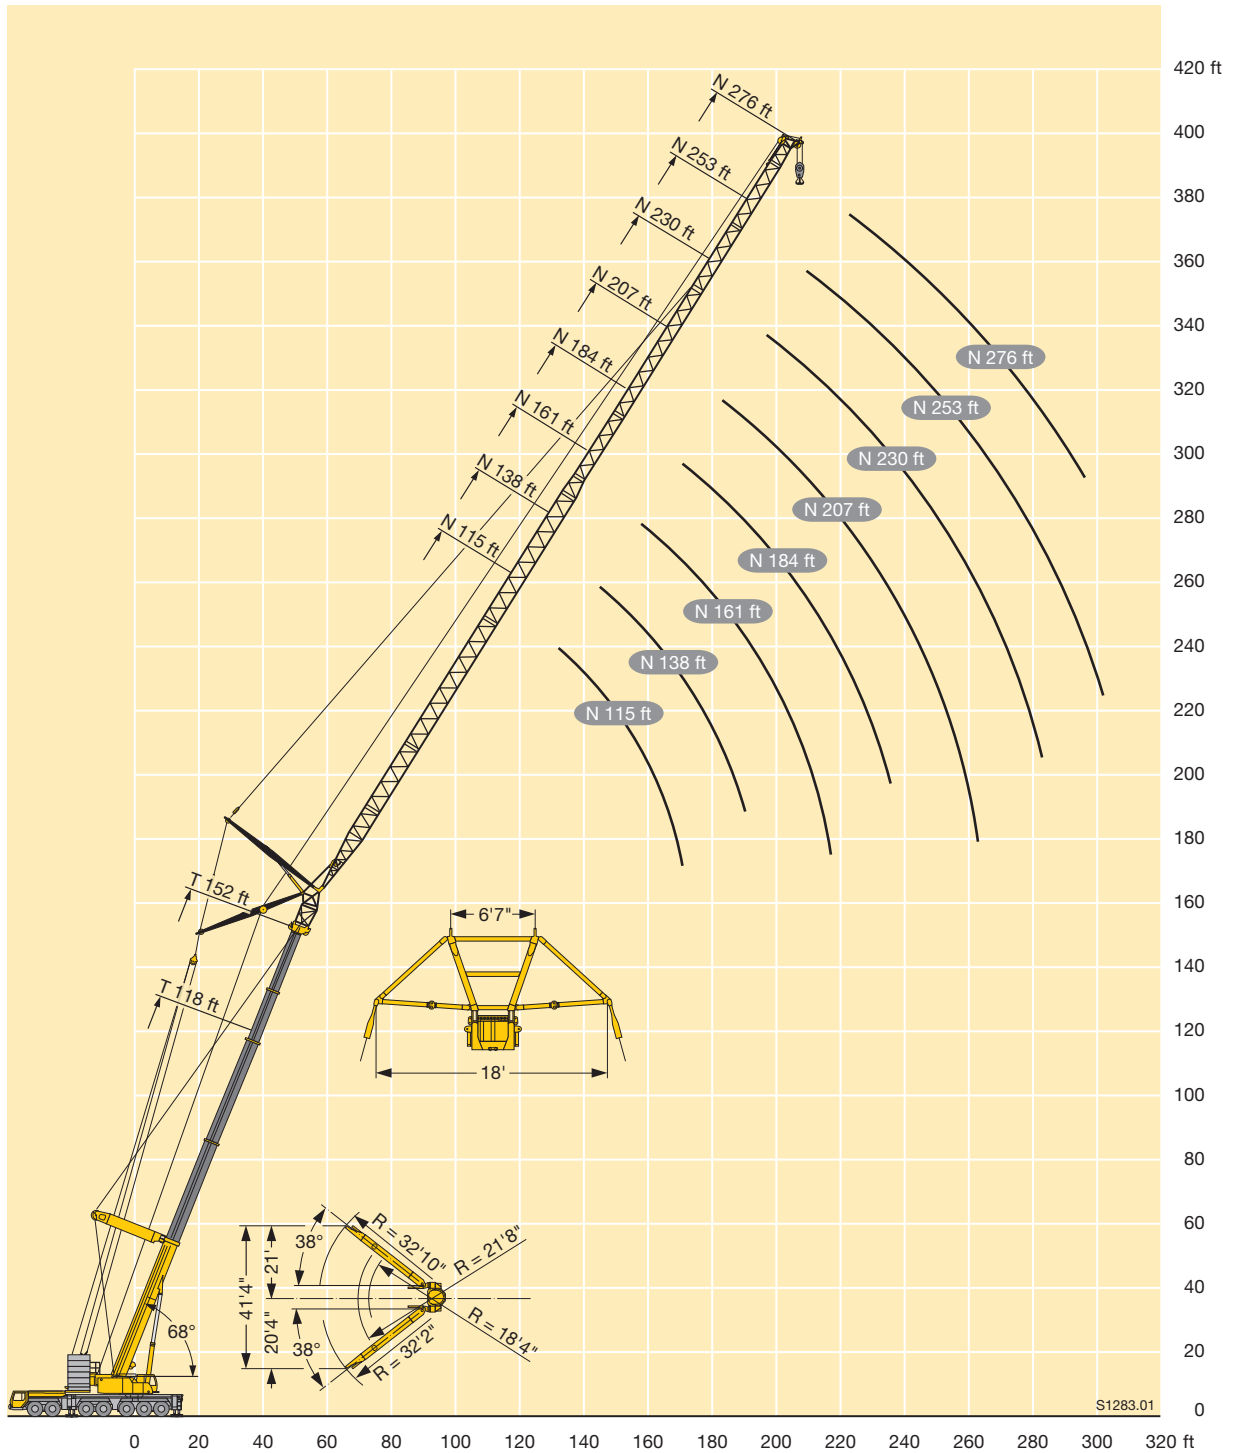 420 ft
N 276 ft
400
N 253 ft
380
N 230 ft
360
N 207 ft
340
N 276 ft
N 184 ft
320
N 253 ft
N 161 ft
300
N 230 ft
N 138 ft
280
N 207 ft
N 115 ft
260
N 184 ft
240
N 161 ft
N 138 ft
220
N 115 ft
200
180
T 152 ft
160
6'7"
140
T 118 ft
120
18'
100
80
60
R = 32'10"
R = 21'8"
38°
21'
40
41'4"
20'4"
38°
R = 32'2"
R = 18'4"
68°
20
S1283.01
0
0 20 40 60 80 100 120 140 160 180 200 220 240 260 280 300 320 ft